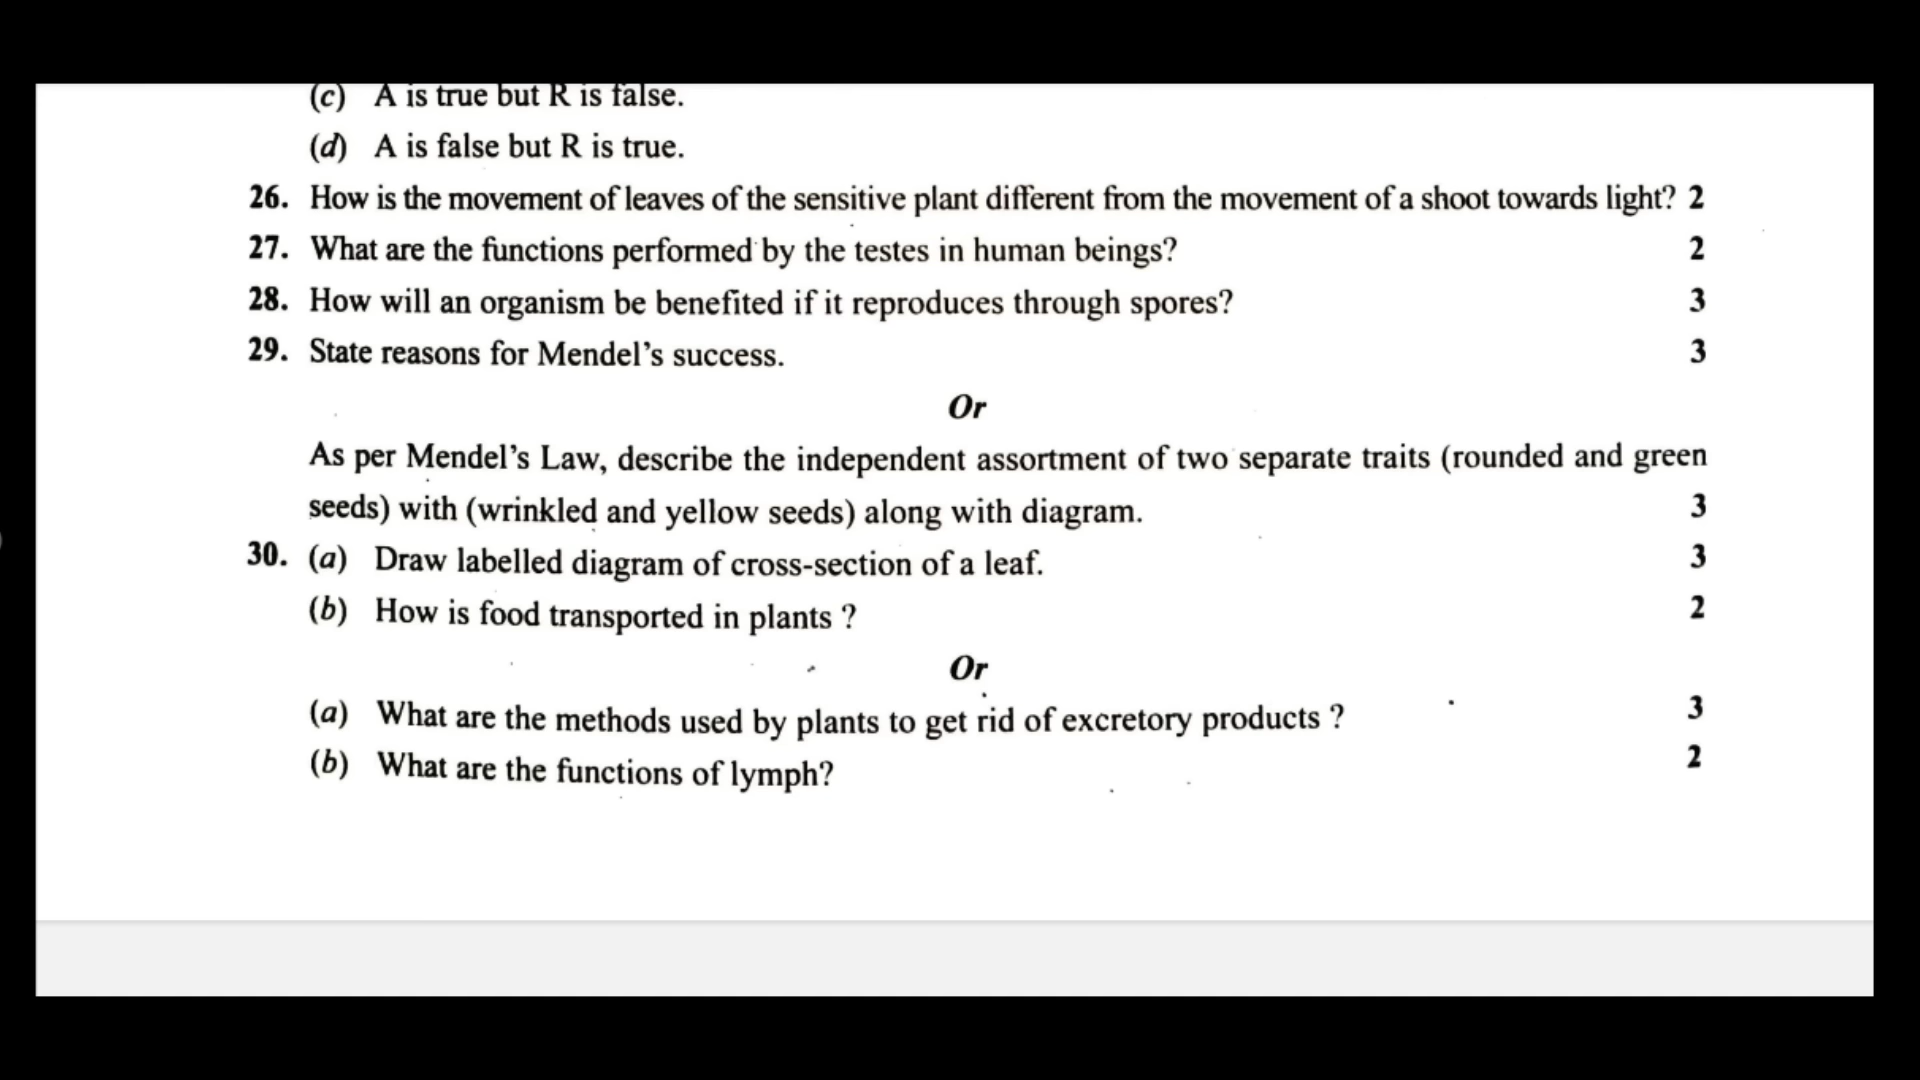 (c) A is true but R is false.
(d) A is false but R is true.
26. How is the movement of leaves of the sensitive plant different from the movement of a shoot towards light? 2
27. What are the functions performed by the testes in human beings? 2
28. How will an organism be benefited if it reproduces through spores? 3
29. State reasons for Mendel's success. 3
Or
As per Mendel's Law, describe the independent assortment of two separate traits (rounded and green
seeds) with (wrinkled and yellow seeds) along with diagram. 3
30. (a) Draw labelled diagram of cross-section of a leaf. 3
(b) How is food transported in plants ? 2
Or
(a) What are the methods used by plants to get rid of excretory products ? 3
(b) What are the functions of lymph? 2